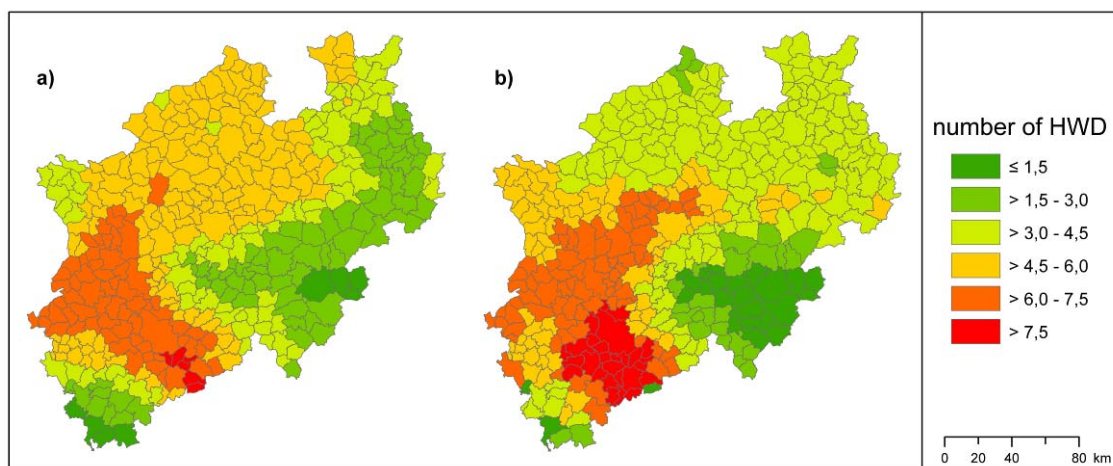 a)
b)
number of HWD
≤ 1,5
> 1,5 - 3,0
> 3,0 - 4,5
> 4,5 - 6,0
> 6,0 - 7,5
> 7,5
0 20 40 80 km